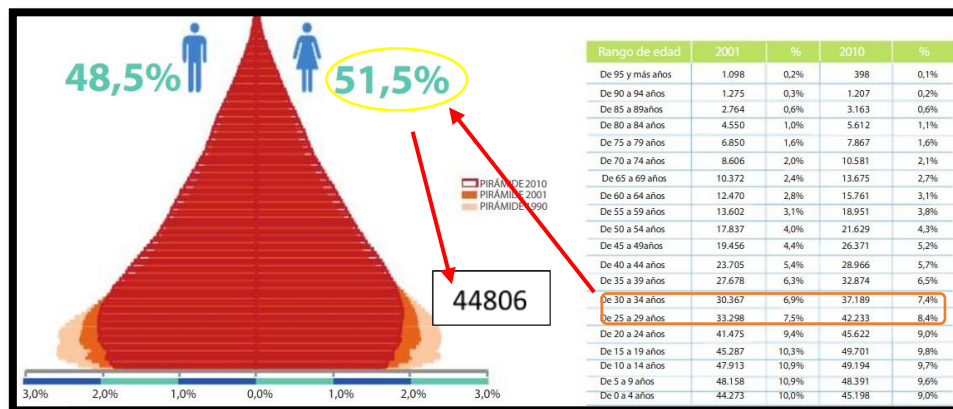 48,5%
51,5%
PIRÁMIDE 2010
PIRÁMIDE 2001
PIRÁMIDE 1990
44806
3,0% 2,0% 1,0% 0,0% 1,0% 2,0% 3,0%
Rango de edad 2001 % 2010 %
De 95 y más años 1.098 0,2% 398 0,1%
De 90 a 94 años 1.275 0,3% 1.207 0,2%
De 85 a 89años 2.764 0,6% 3.163 0,6%
De 80 a 84 años 4.550 1,0% 5.612 1,1%
De 75 a 79 años 6.850 1,6% 7.867 1,6%
De 70 a 74 años 8.606 2,0% 10.581 2,1%
De 65 a 69 años 10.372 2,4% 13.675 2,7%
De 60 a 64 años 12.470 2,8% 15.761 3,1%
De 55 a 59 años 13.602 3,1% 18.951 3,8%
De 50 a 54 años 17.837 4,0% 21.629 4,3%
De 45 a 49años 19.456 4,4% 26.371 5,2%
De 40 a 44 años 23.705 5,4% 28.966 5,7%
De 35 a 39 años 27.678 6,3% 32.874 6,5%
De 30 a 34 años 30.367 6,9% 37.189 7,4%
De 25 a 29 años 33.298 7,5% 42.233 8,4%
De 20 a 24 años 41.475 9,4% 45.622 9,0%
De 15 a 19 años 45.287 10,3% 49.701 9,8%
De 10 a 14 años 47.913 10,9% 49.194 9,7%
De 5 a 9 años 48.158 10,9% 48.391 9,6%
De 0 a 4 años 44.273 10,0% 45.198 9,0%